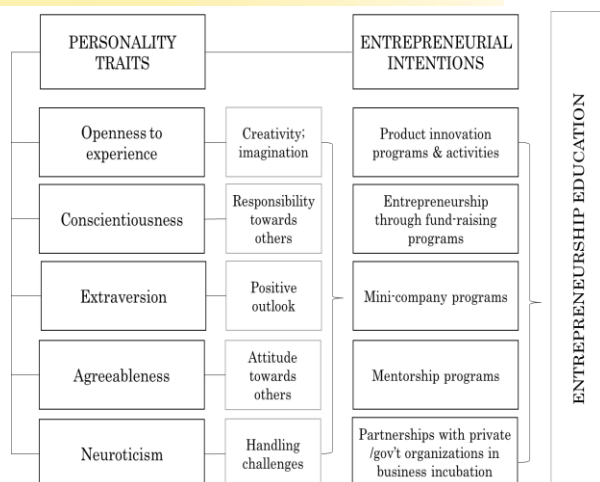 PERSONALITY
TRAITS
ENTREPRENEURIAL
INTENTIONS
Openness to
experience
Creativity;
imagination
Product innovation
programs & activities
Conscientiousness
Responsibility
towards
others
Entrepreneurship
through fund-raising
programs
Extraversion
Positive
outlook
Mini-company programs
Agreeableness
Attitude
towards
others
Mentorship programs
Neuroticism
Handling
challenges
Partnerships with private
/gov't organizations in
business incubation
ENTREPRENEURSHIP EDUCATION